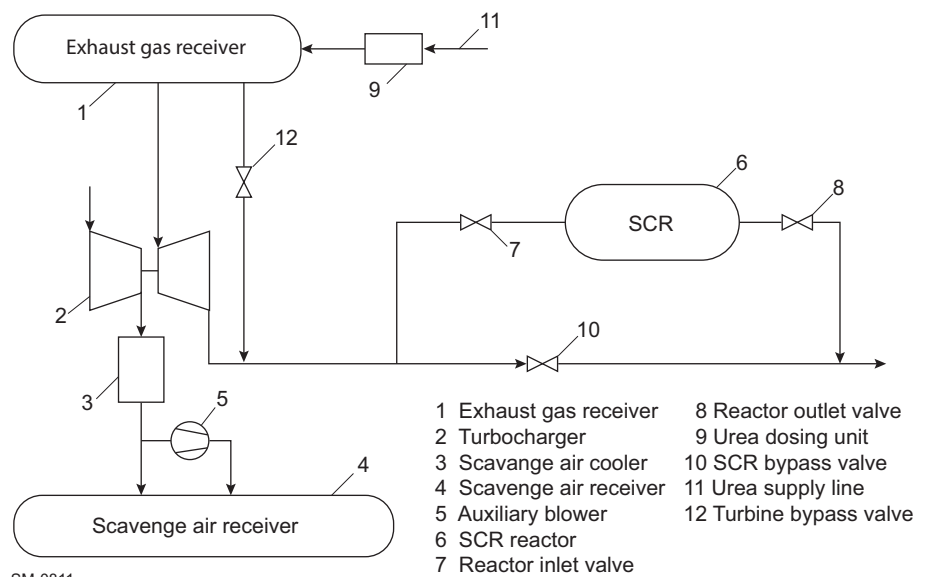 11
Exhaust gas receiver
9
1
12
6
8
SCR
7
2
10
3
5
4
Scavenge air receiver
1 Exhaust gas receiver
2 Turbocharger
3 Scavange air cooler
4 Scavenge air receiver
5 Auxiliary blower
6 SCR reactor
7 Reactor inlet valve
8 Reactor outlet valve
9 Urea dosing unit
10 SCR bypass valve
11 Urea supply line
12 Turbine bypass valve